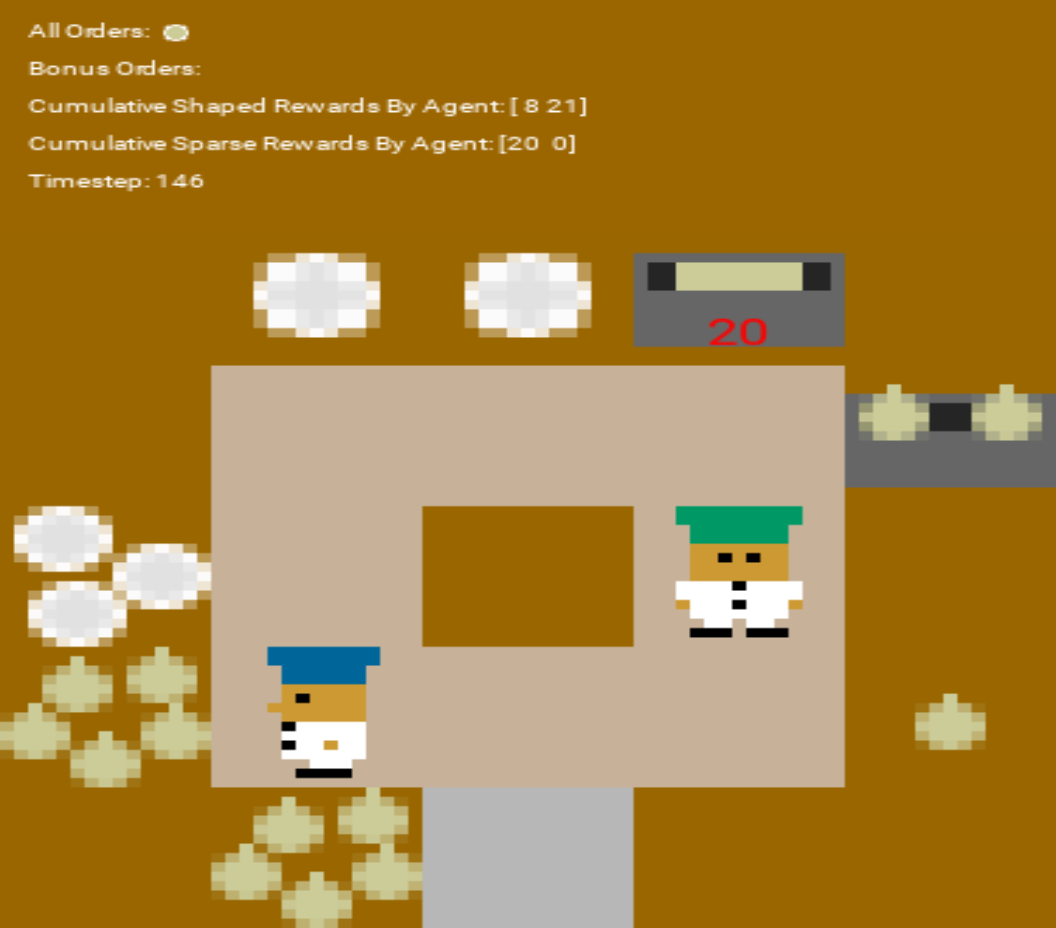 All Orders:
Bonus Orders:
Cumulative Shaped Rewards By Agent: [ 8 21]
Cumulative Sparse Rewards By Agent: [20  0]
Timestep: 146
20